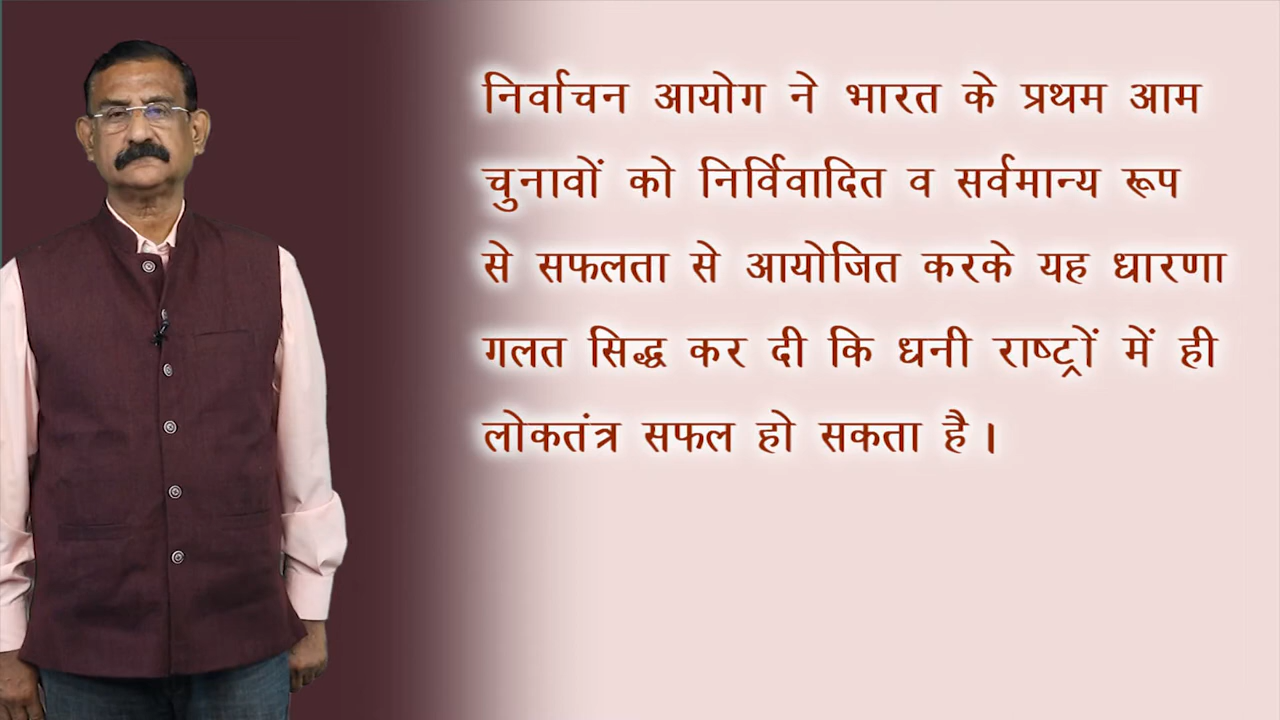 निर्वाचन आयोग ने भारत के प्रथम आम
चुनावों को निर्विवादित व सर्वमान्य रूप
से सफलता से आयोजित करके यह धारणा
गलत सिद्ध कर दी कि धनी राष्ट्रों में ही
लोकतंत्र सफल हो सकता है।